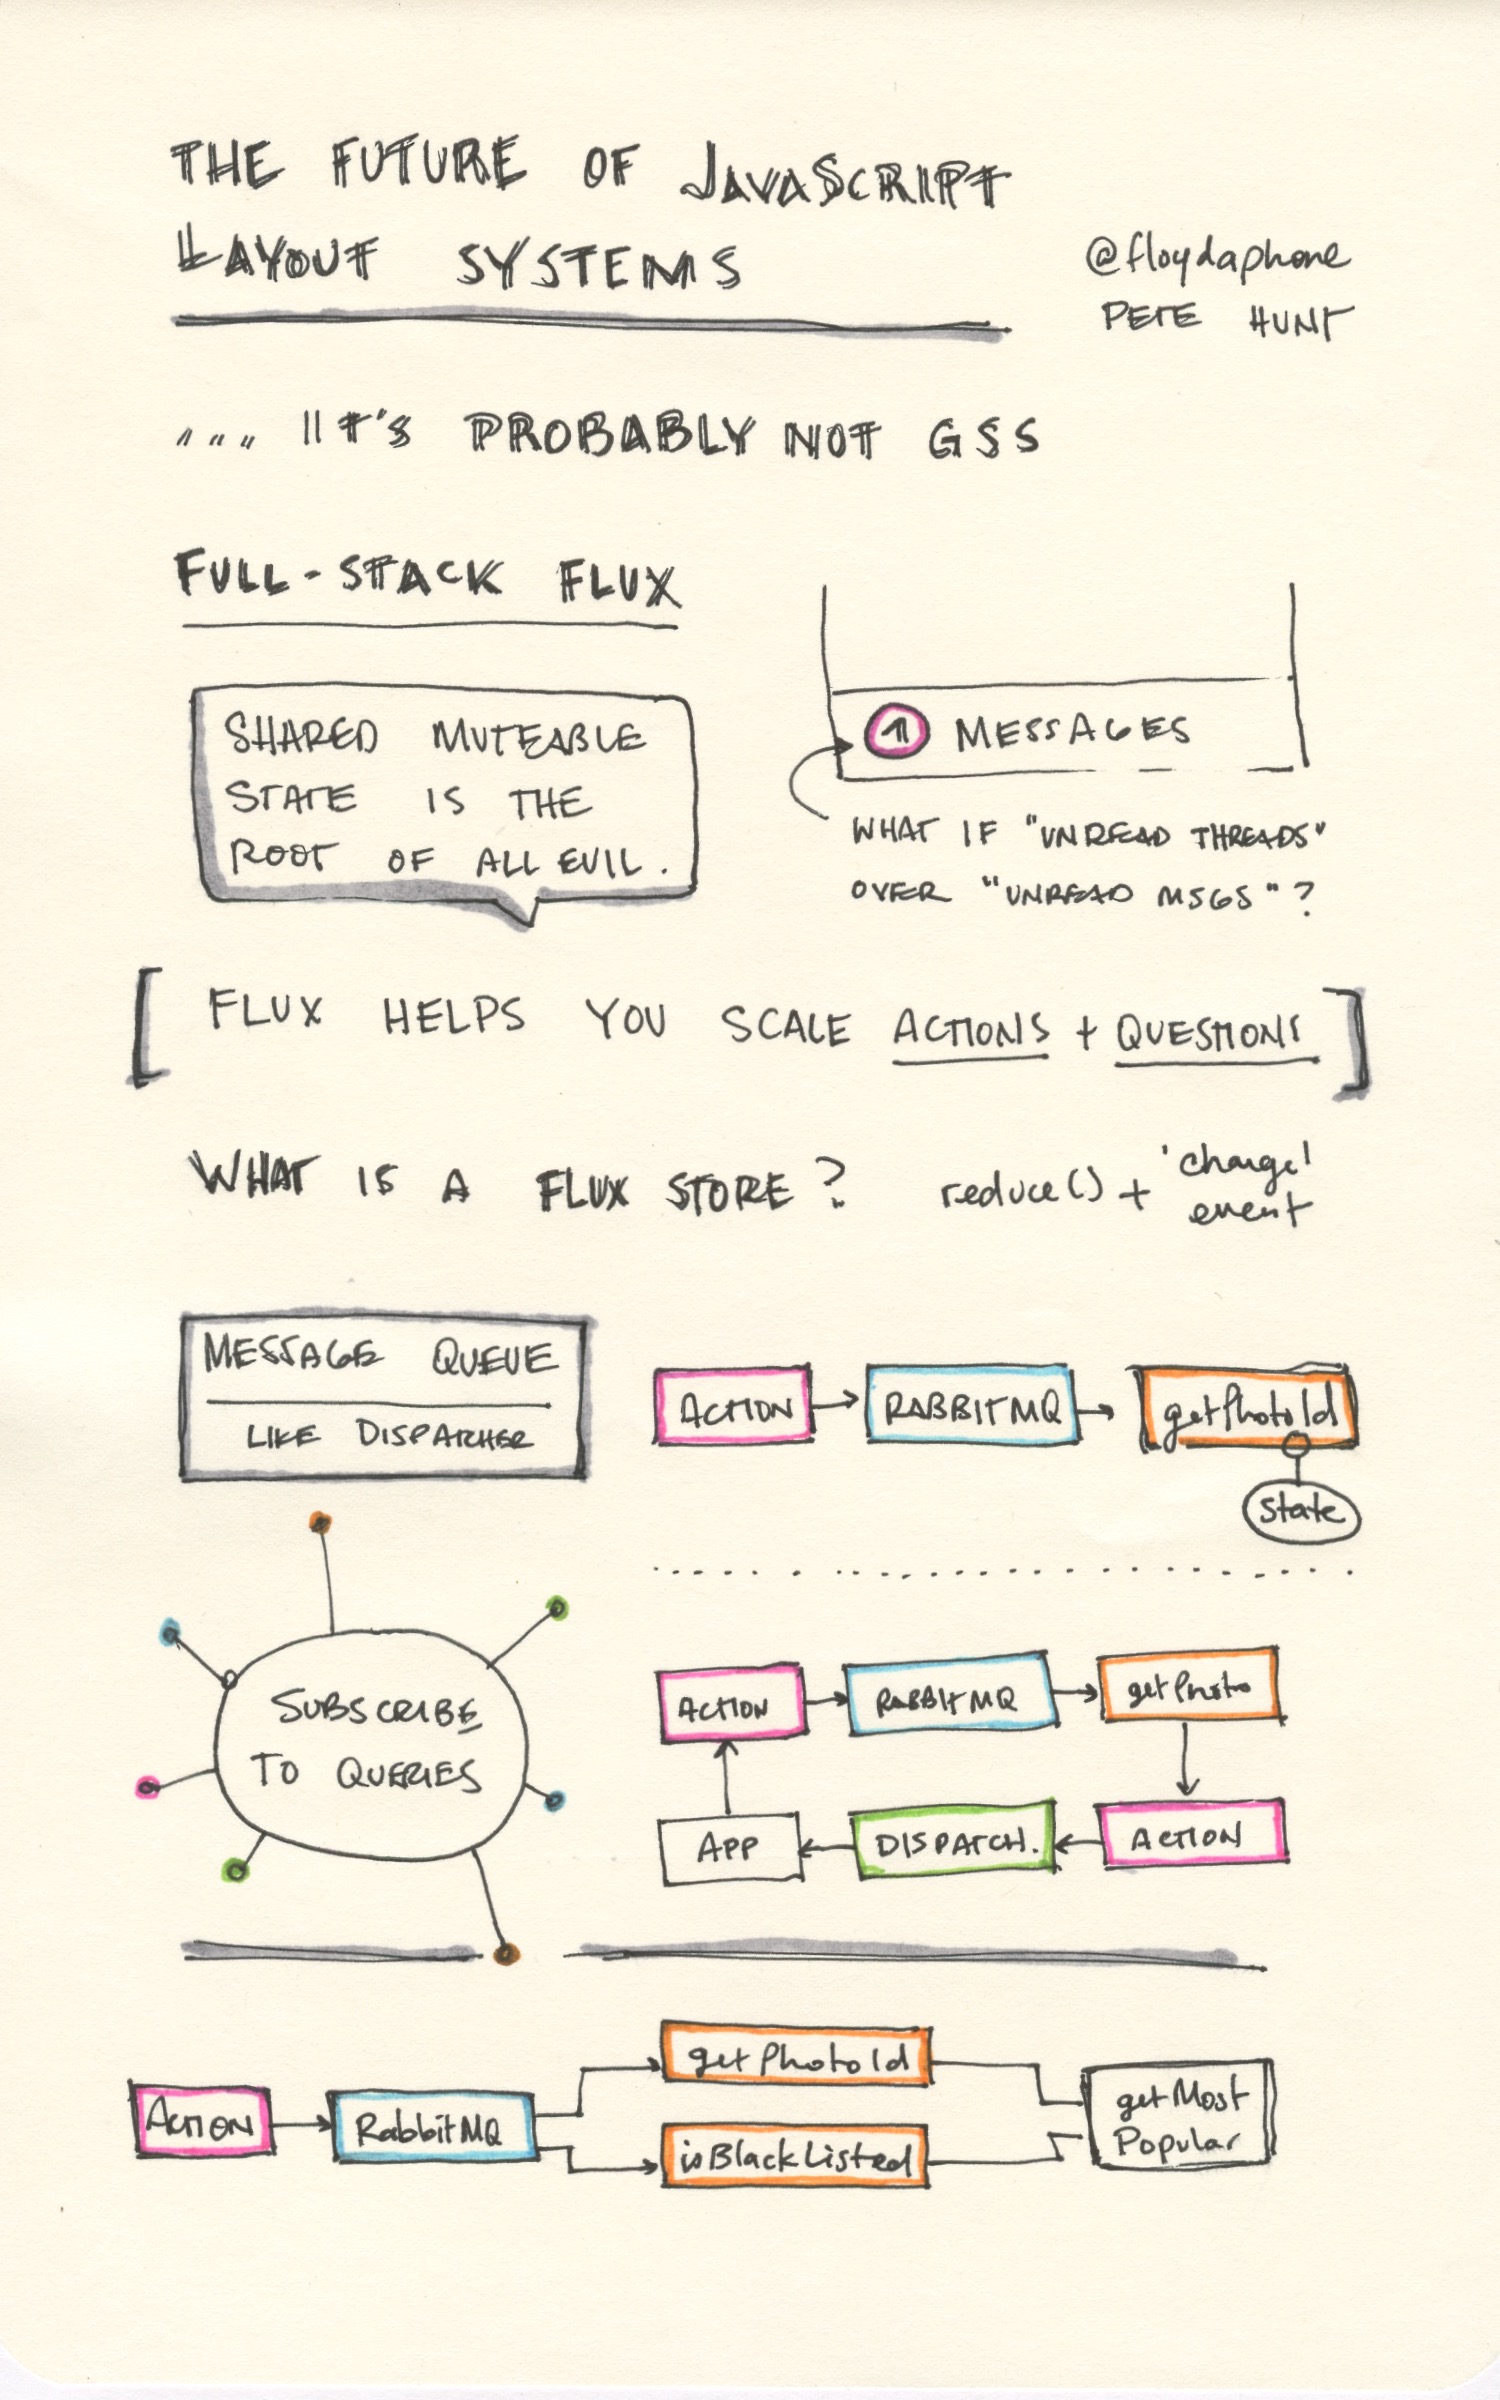 THE FUTURE OF JAVASCRIPT
LAYOUT SYSTEMS
@floydaphone
PETE HUNT
.... IT'S PROBABLY NOT GSS
FULL-STACK FLUX
SHARED MUTEABLE
STATE IS THE
ROOT OF ALL EVIL.
1 MESSAGES
WHAT IF "UNREAD THREADS"
OVER "UNREAD MSGS"?
[ FLUX HELPS YOU SCALE ACTIONS + QUESTIONS ]
WHAT IS A FLUX STORE?
reduce() + 'change'
event
MESSAGE QUEUE
LIKE DISPATCHER
ACTION
RABBITMQ
getPhotoId
state
SUBSCRIBE
TO QUERIES
ACTION
RABBITMQ
getPhoto
APP
DISPATCH.
ACTION
ACTION
RabbitMQ
getPhotoId
isBlackListed
getMost
Popular